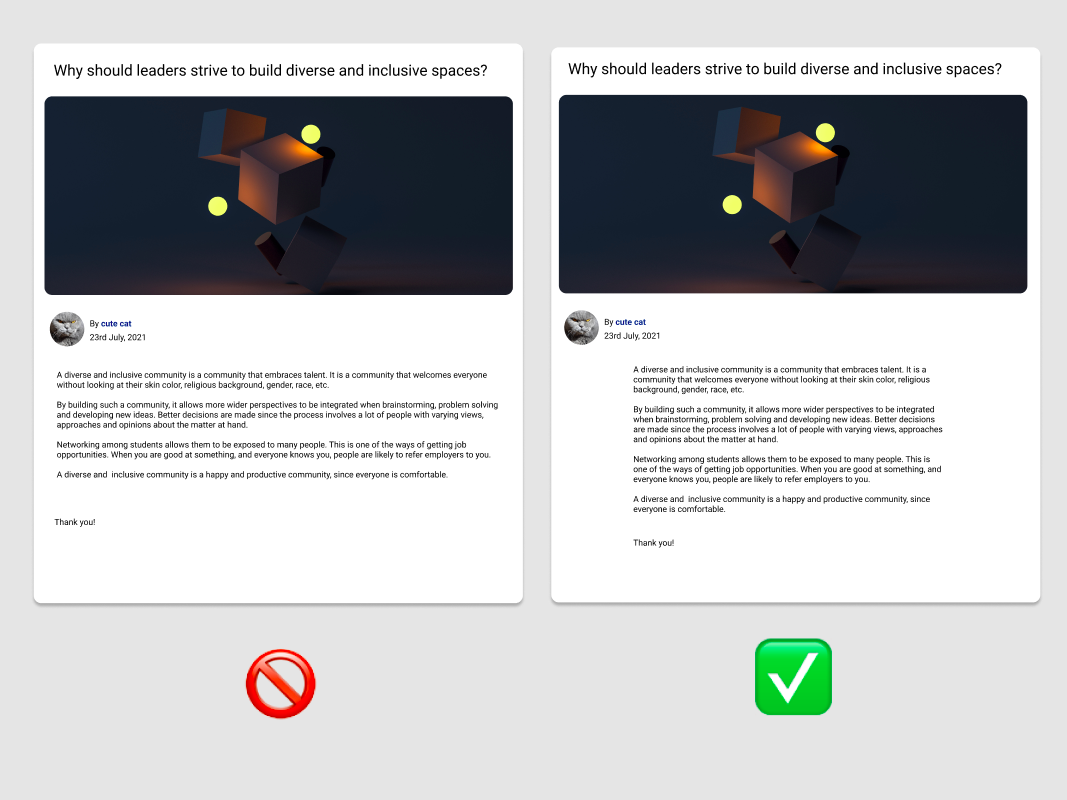 Why should leaders strive to build diverse and inclusive spaces?
By cute cat
23rd July, 2021
A diverse and inclusive community is a community that embraces talent. It is a community that welcomes everyone
without looking at their skin color, religious background, gender, race, etc.
By building such a community, it allows more wider perspectives to be integrated when brainstorming, problem solving
and developing new ideas. Better decisions are made since the process involves a lot of people with varying views,
approaches and opinions about the matter at hand.
Networking among students allows them to be exposed to many people. This is one of the ways of getting job
opportunities. When you are good at something, and everyone knows you, people are likely to refer employers to you.
A diverse and  inclusive community is a happy and productive community, since everyone is comfortable.
Thank you!
Why should leaders strive to build diverse and inclusive spaces?
By cute cat
23rd July, 2021
A diverse and inclusive community is a community that embraces talent. It is a
community that welcomes everyone without looking at their skin color, religious
background, gender, race, etc.
By building such a community, it allows more wider perspectives to be integrated
when brainstorming, problem solving and developing new ideas. Better decisions
are made since the process involves a lot of people with varying views, approaches
and opinions about the matter at hand.
Networking among students allows them to be exposed to many people. This is
one of the ways of getting job opportunities. When you are good at something, and
everyone knows you, people are likely to refer employers to you.
A diverse and  inclusive community is a happy and productive community, since
everyone is comfortable.
Thank you!